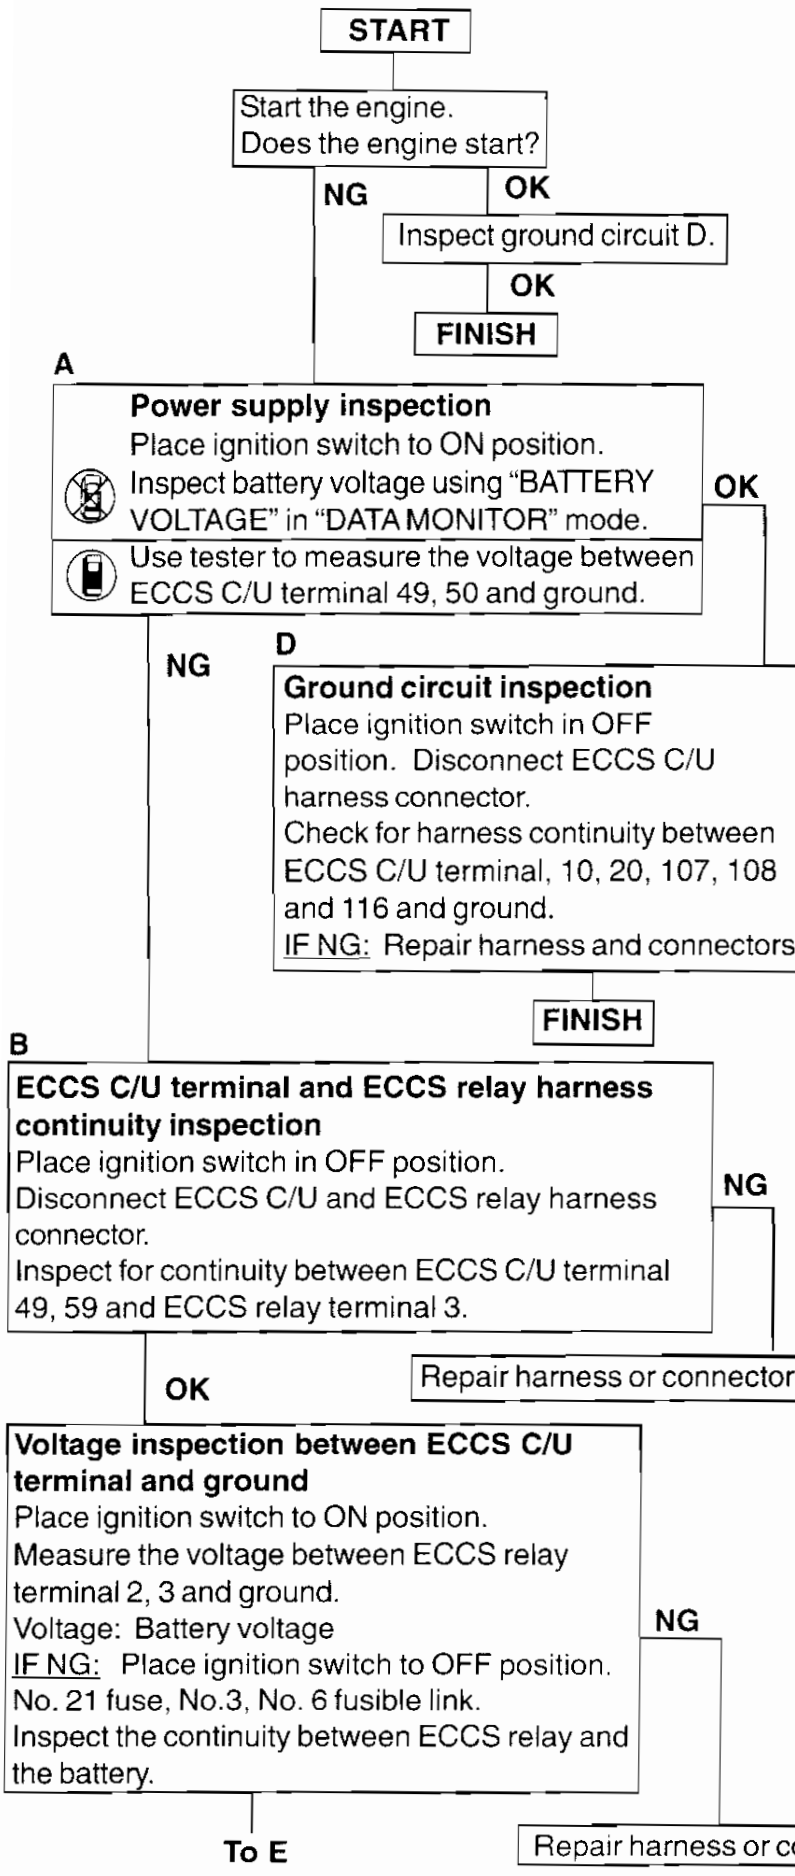 START
Start the engine.
Does the engine start?
NG
OK
Inspect ground circuit D.
OK
FINISH
A
Power supply inspection
Place ignition switch to ON position.
Inspect battery voltage using “BATTERY
VOLTAGE” in “DATA MONITOR” mode.
OK
Use tester to measure the voltage between
ECCS C/U terminal 49, 50 and ground.
NG
D
Ground circuit inspection
Place ignition switch in OFF
position. Disconnect ECCS C/U
harness connector.
Check for harness continuity between
ECCS C/U terminal, 10, 20, 107, 108
and 116 and ground.
IF NG: Repair harness and connectors
FINISH
B
ECCS C/U terminal and ECCS relay harness
continuity inspection
Place ignition switch in OFF position.
Disconnect ECCS C/U and ECCS relay harness
connector.
Inspect for continuity between ECCS C/U terminal
49, 59 and ECCS relay terminal 3.
NG
OK
Repair harness or connector
Voltage inspection between ECCS C/U
terminal and ground
Place ignition switch to ON position.
Measure the voltage between ECCS relay
terminal 2, 3 and ground.
Voltage: Battery voltage
IF NG: Place ignition switch to OFF position.
No. 21 fuse, No.3, No. 6 fusible link.
Inspect the continuity between ECCS relay and
the battery.
NG
To E
Repair harness or